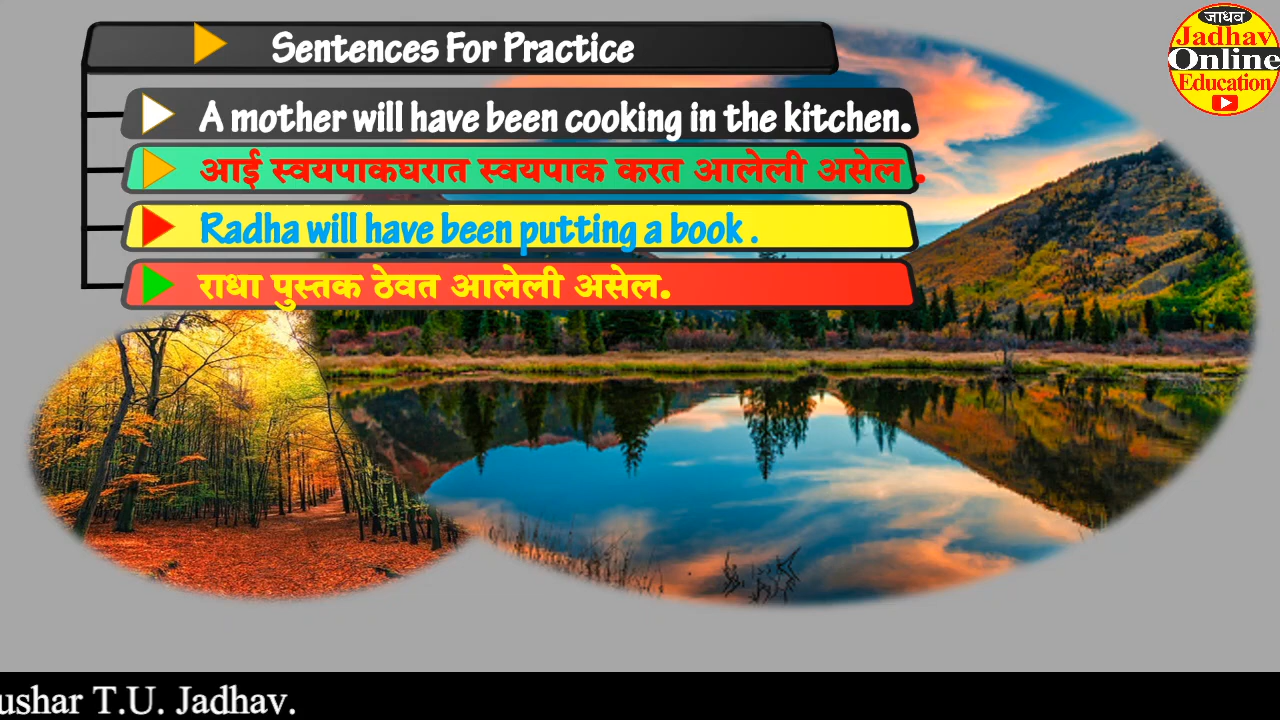 Sentences For Practice
A mother will have been cooking in the kitchen.
आई स्वयपाकघरात स्वयपाक करत आलेली असेल .
Radha will have been putting a book .
राधा पुस्तक ठेवत आलेली असेल.
जाधव
Jadhav
Online
Education
ushar T.U. Jadhav.